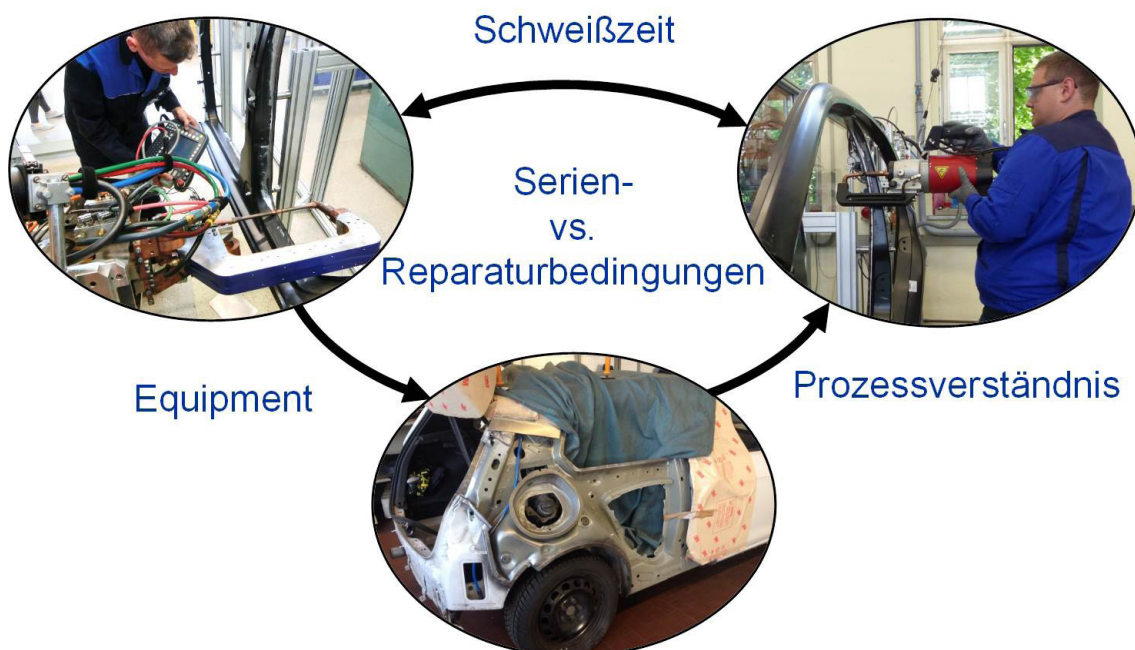 Schweißzeit
Serien-
vs.
Reparaturbedingungen
Equipment
Prozessverständnis